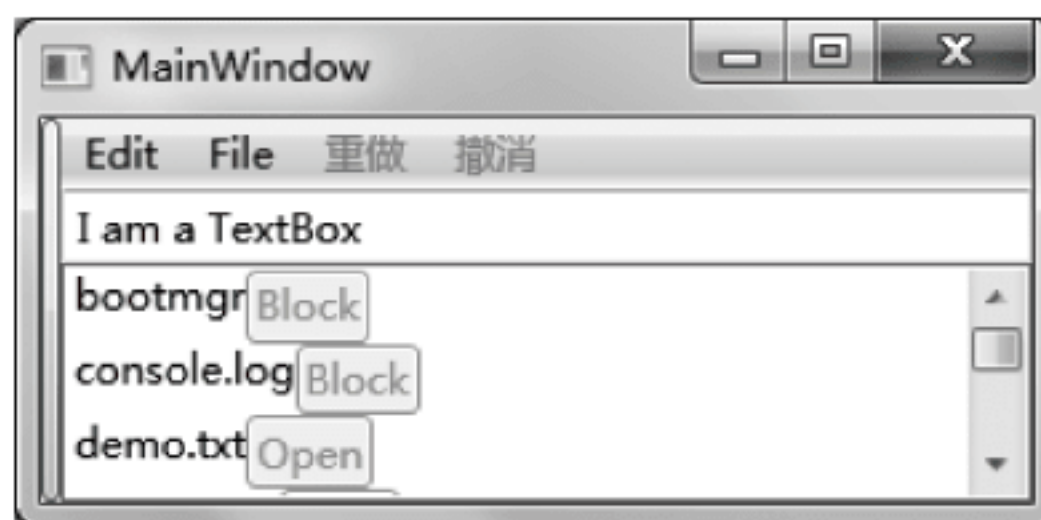 MainWindow
Edit File 重做 撤消
I am a TextBox
bootmgr Block
console.log Block
demo.txt Open